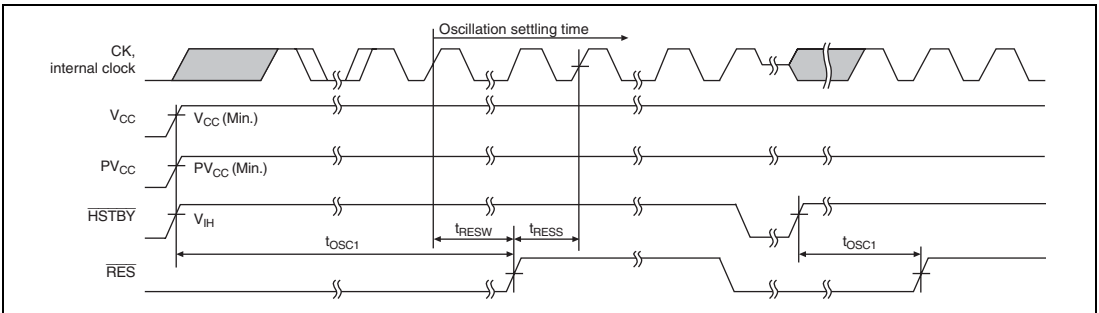 Oscillation settling time
CK,
internal clock
VCC
VCC (Min.)
PVCC
PVCC (Min.)
HSTBY
VIH
tRESW
tRESS
tOSC1
tOSC1
RES